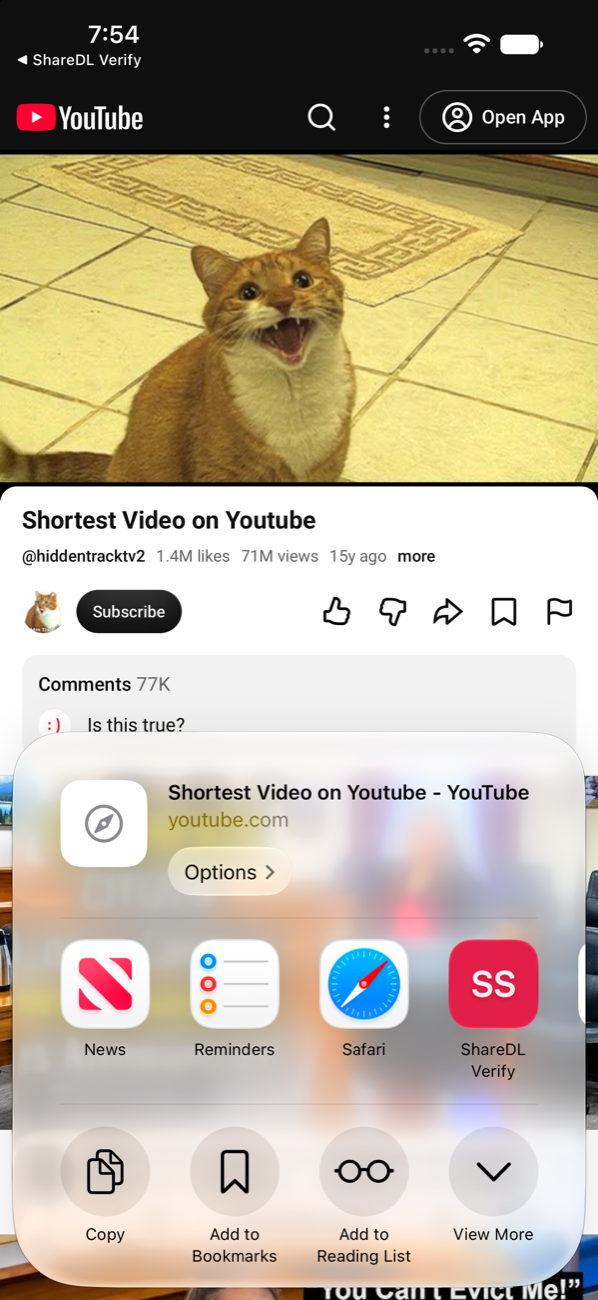 7:54
ShareDL Verify
YouTube
Open App
Shortest Video on Youtube
@hiddentracktv2 1.4M likes 71M views 15y ago more
Subscribe
Comments 77K
:) Is this true?
Shortest Video on Youtube - YouTube
youtube.com
Options
SS
News Reminders Safari ShareDL
Verify
Copy Add to Add to View More
Bookmarks Reading List
"You Can't Evict Me!"